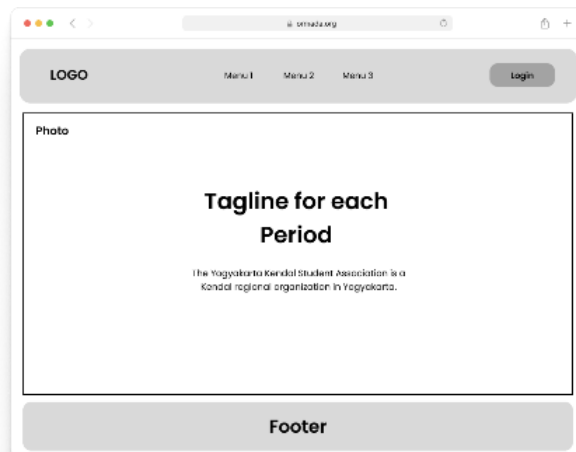 ormada.org
LOGO
Menu 1
Menu 2
Menu 3
Login
Photo
Tagline for each
Period
The Yogyakarta Kendal Student Association is a
Kendal regional organization in Yogyakarta.
Footer